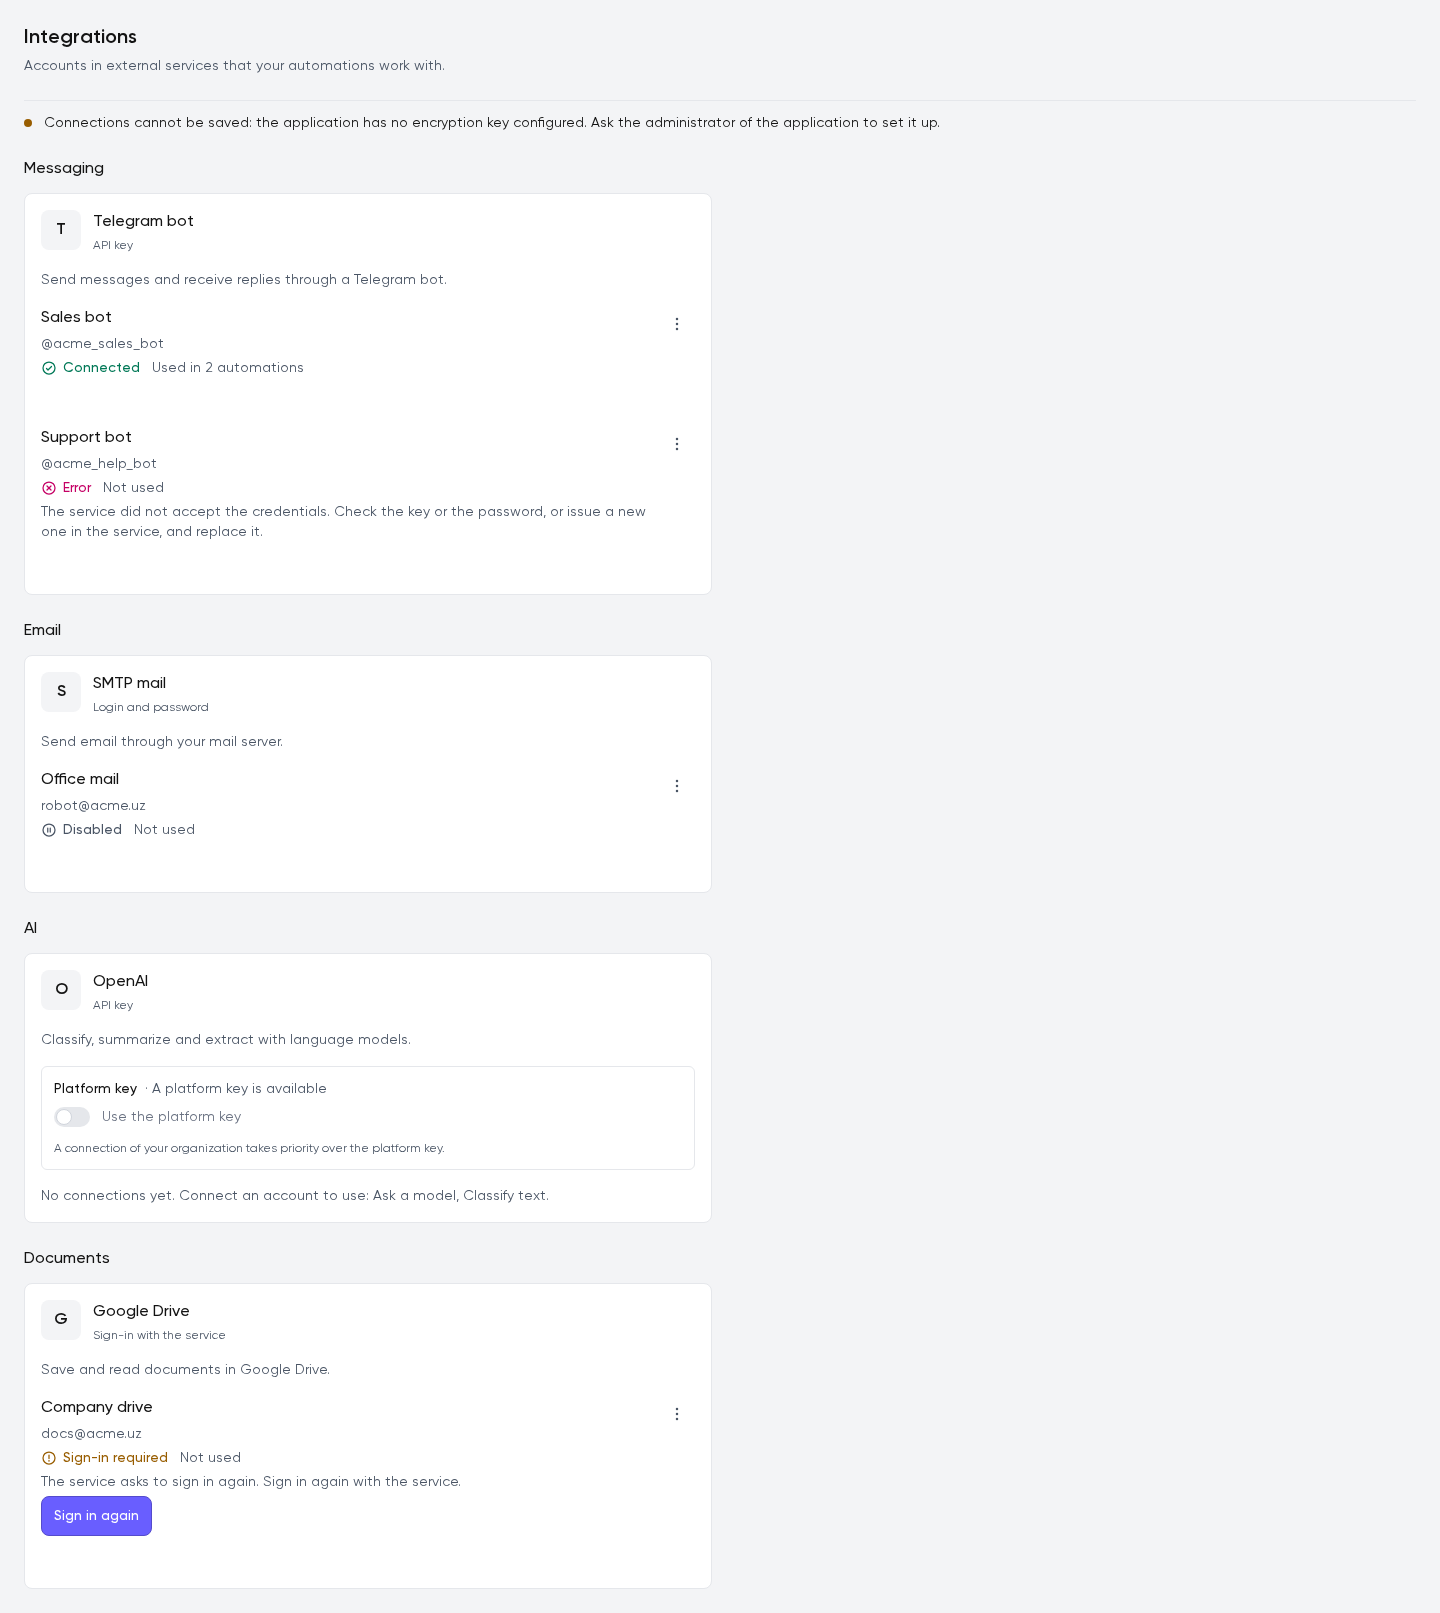 Integrations
Accounts in external services that your automations work with.
Connections cannot be saved: the application has no encryption key configured. Ask the administrator of the application to set it up.
Messaging
T
Telegram bot
API key
Send messages and receive replies through a Telegram bot.
Sales bot
@acme_sales_bot
Connected Used in 2 automations
Support bot
@acme_help_bot
Error Not used
The service did not accept the credentials. Check the key or the password, or issue a new
one in the service, and replace it.
Email
S
SMTP mail
Login and password
Send email through your mail server.
Office mail
robot@acme.uz
Disabled Not used
AI
O
OpenAI
API key
Classify, summarize and extract with language models.
Platform key · A platform key is available
Use the platform key
A connection of your organization takes priority over the platform key.
No connections yet. Connect an account to use: Ask a model, Classify text.
Documents
G
Google Drive
Sign-in with the service
Save and read documents in Google Drive.
Company drive
docs@acme.uz
Sign-in required Not used
The service asks to sign in again. Sign in again with the service.
Sign in again